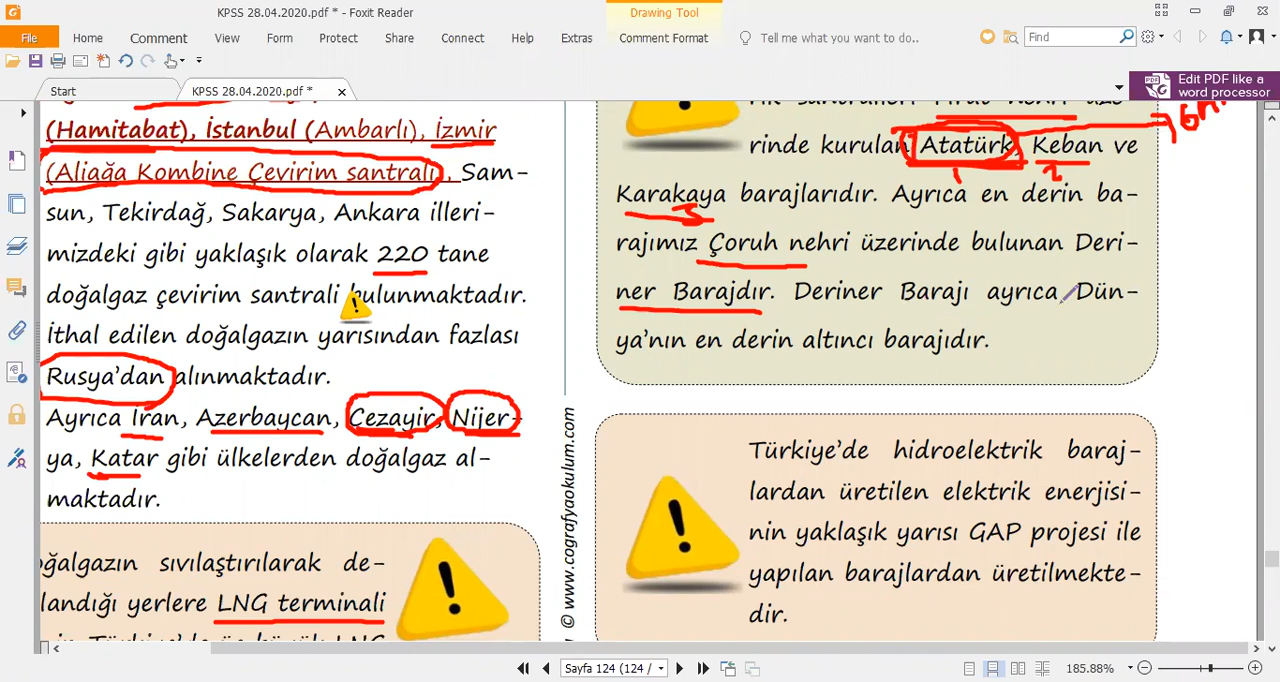 KPSS 28.04.2020.pdf * - Foxit Reader
Drawing Tool
File Home Comment View Form Protect Share Connect Help Extras Comment Format Tell me what you want to do.. Find
Start KPSS 28.04.2020.pdf *
Edit PDF like a
word processor
(Hamitabat), İstanbul (Ambarlı), İzmir
(Aliağa Kombine Çevirim santrali), Sam-
sun, Tekirdağ, Sakarya, Ankara illeri-
mizdeki gibi yaklaşık olarak 220 tane
doğalgaz çevirim santrali bulunmaktadır.
İthal edilen doğalgazın yarısından fazlası
Rusya’dan alınmaktadır.
Ayrıca İran, Azerbaycan, Cezayir, Nijer-
ya, Katar gibi ülkelerden doğalgaz al-
maktadır.
oğalgazın sıvılaştırılarak de-
landığı yerlere LNG terminali
© www.cografyaokulum.com
rinde kurulan Atatürk, Keban ve
Karakaya barajlarıdır. Ayrıca en derin ba-
rajımız Çoruh nehri üzerinde bulunan Deri-
ner Barajdır. Deriner Barajı ayrıca Dün-
ya’nın en derin altıncı barajıdır.
1 2
3
Türkiye’de hidroelektrik baraj-
lardan üretilen elektrik enerjisi-
nin yaklaşık yarısı GAP projesi ile
yapılan barajlardan üretilmekte-
dir.
Sayfa 124 (124 /
185.88%